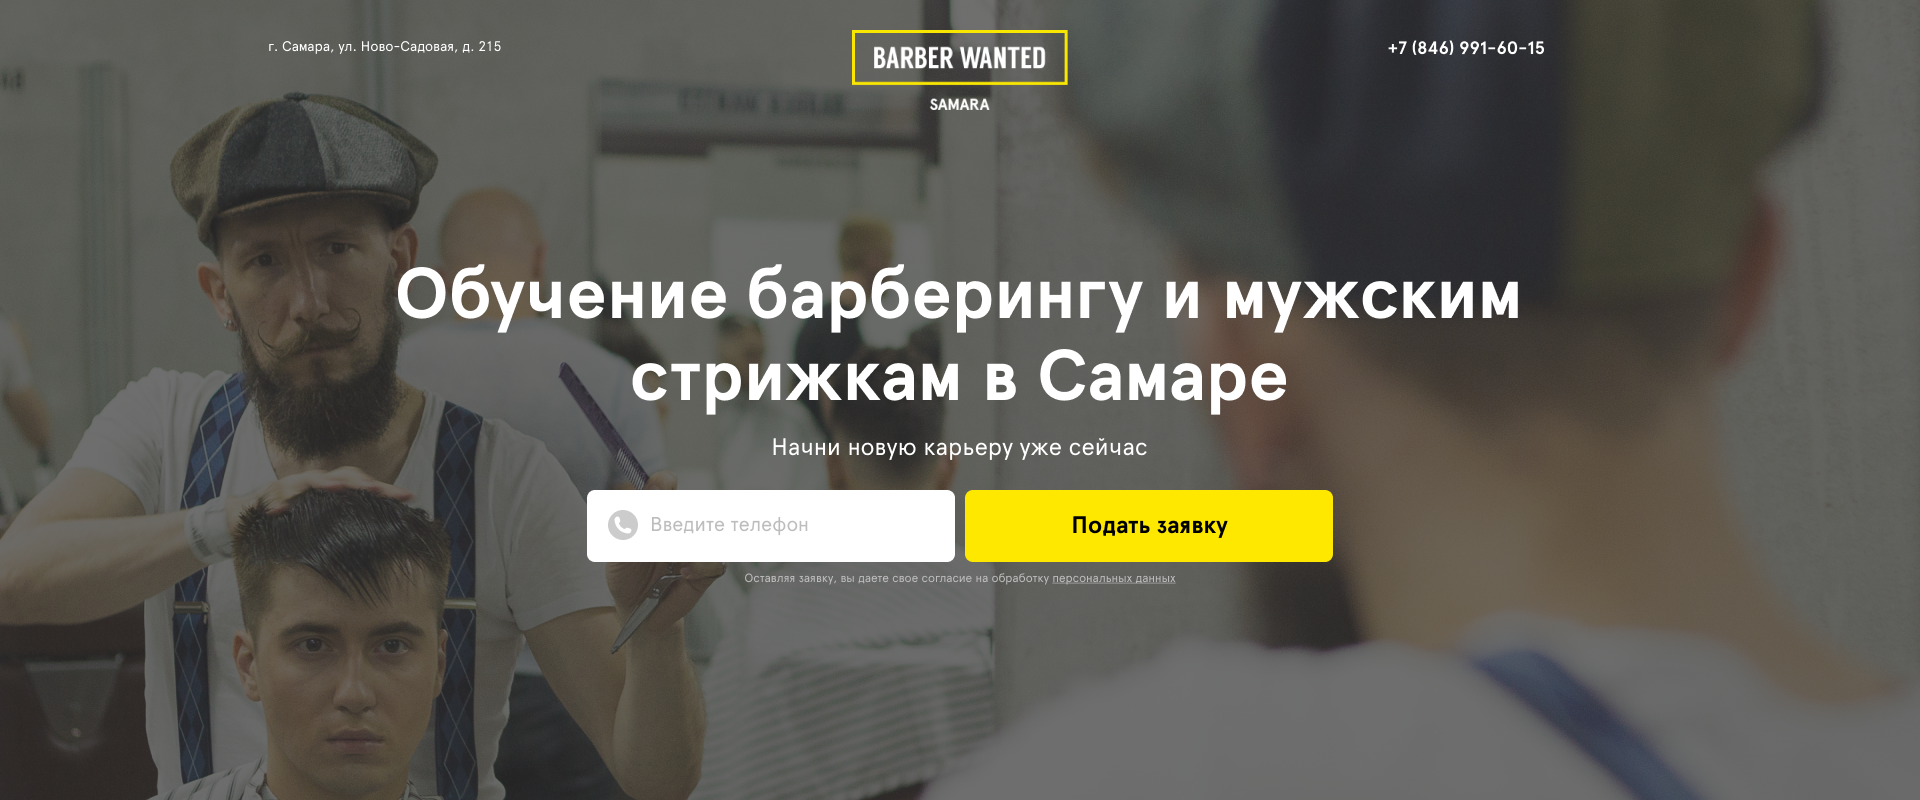 г. Самара, ул. Ново-Садовая, д. 215
BARBER WANTED
SAMARA
+7 (846) 991-60-15
Обучение барберингу и мужским
стрижкам в Самаре
Начни новую карьеру уже сейчас
Введите телефон
Подать заявку
Оставляя заявку, вы даете свое согласие на обработку персональных данных